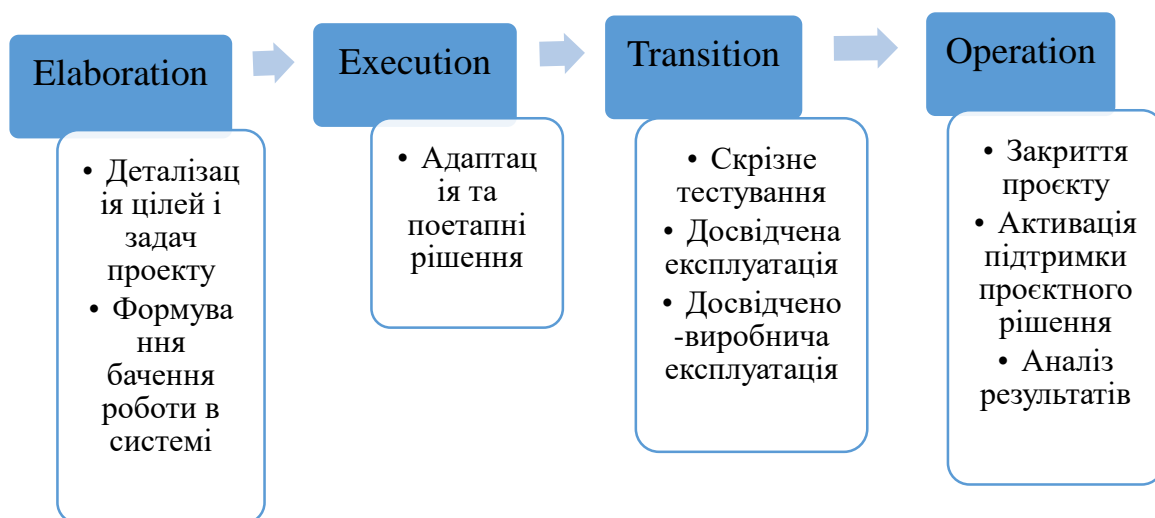 Elaboration
• Деталізац
ія цілей і
задач
проекту
• Формува
ння
бачення
роботи в
системі
Execution
• Адаптац
ія та
поетапні
рішення
Transition
• Скрізне
тестування
• Досвідчена
експлуатація
• Досвідчено
-виробнича
експлуатація
Operation
• Закриття
проєкту
• Активація
підтримки
проєктного
рішення
• Аналіз
результатів